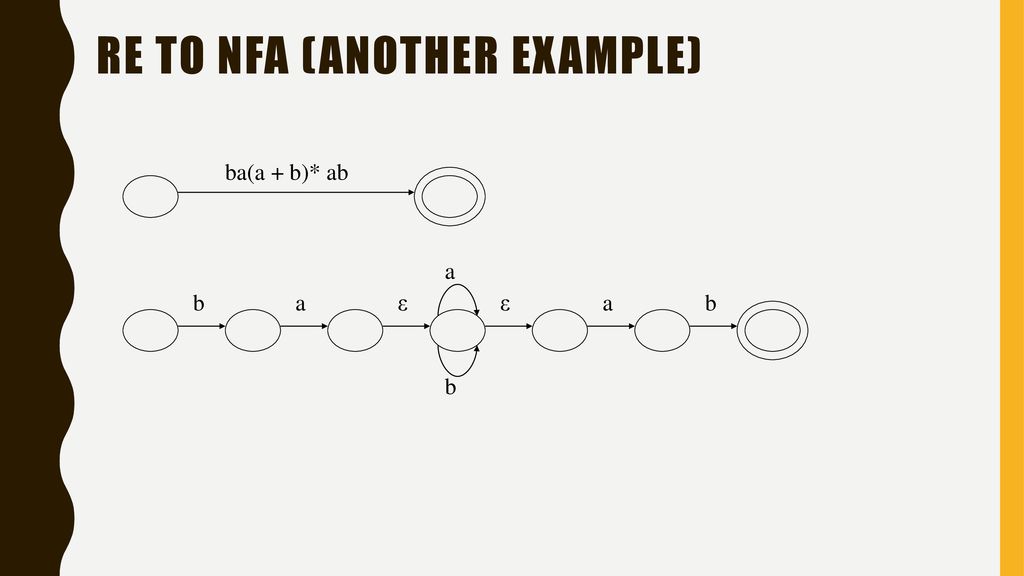 RE TO NFA (ANOTHER EXAMPLE)
ba(a + b)* ab
a
b a ε ε a b
b